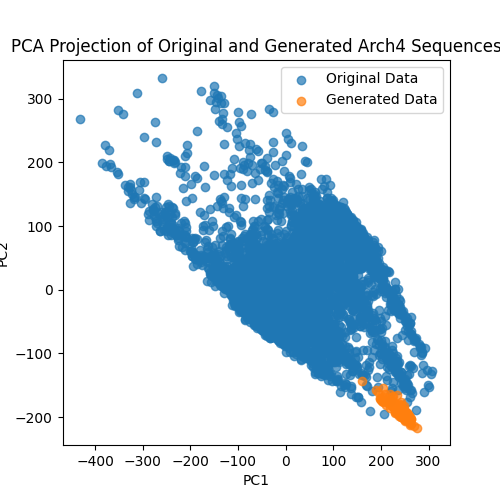 PCA Projection of Original and Generated Arch4 Sequences
Original Data
Generated Data
300
200
100
0
−100
−200
PC2
−400
−300
−200
−100
0
100
200
300
PC1